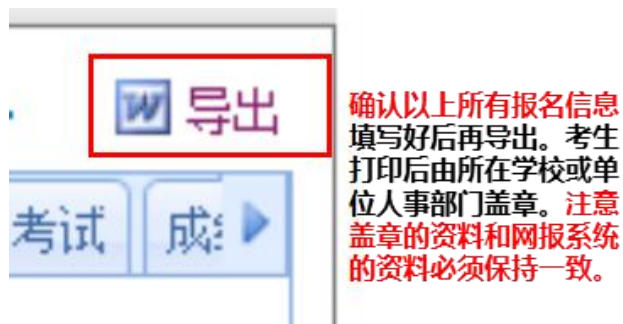 导出
考试
成
确认以上所有报名信息
填写好后再导出。考生
打印后由所在学校或单
位人事部门盖章。注意
盖章的资料和网报系统
的资料必须保持一致。